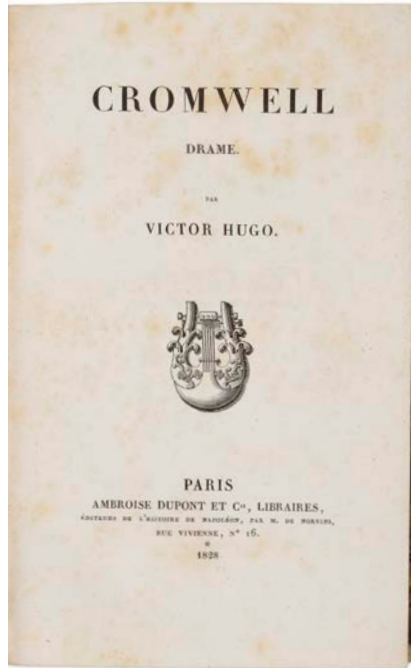 CROMWELL
DRAME.
PAR
VICTOR HUGO.
PARIS
AMBROISE DUPONT ET Cie, LIBRAIRES,
ÉDITEURS DE L'HISTOIRE DE NAPOLÉON, PAR M. DE NORVINS,
RUE VIVIENNE, N° 16.
1828